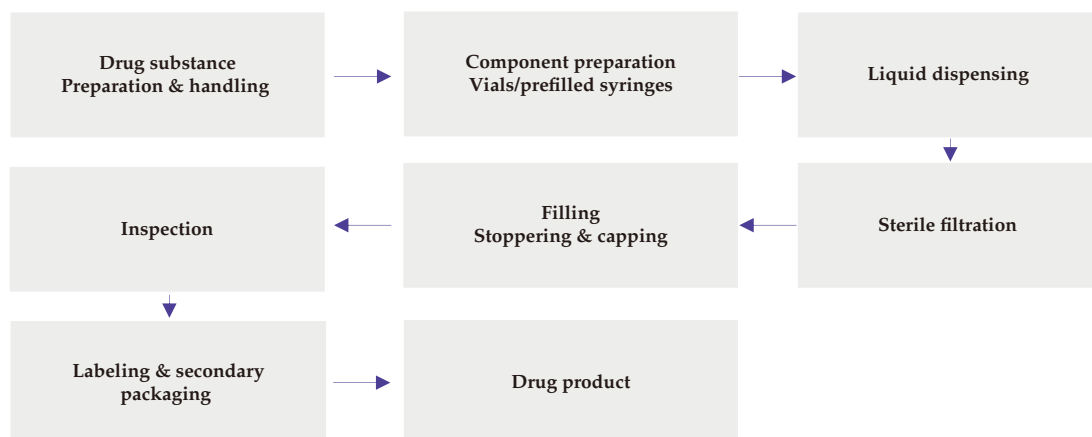 Drug substance
Preparation & handling
Component preparation
Vials/prefilled syringes
Liquid dispensing
Sterile filtration
Filling
Stoppering & capping
Inspection
Labeling & secondary
packaging
Drug product